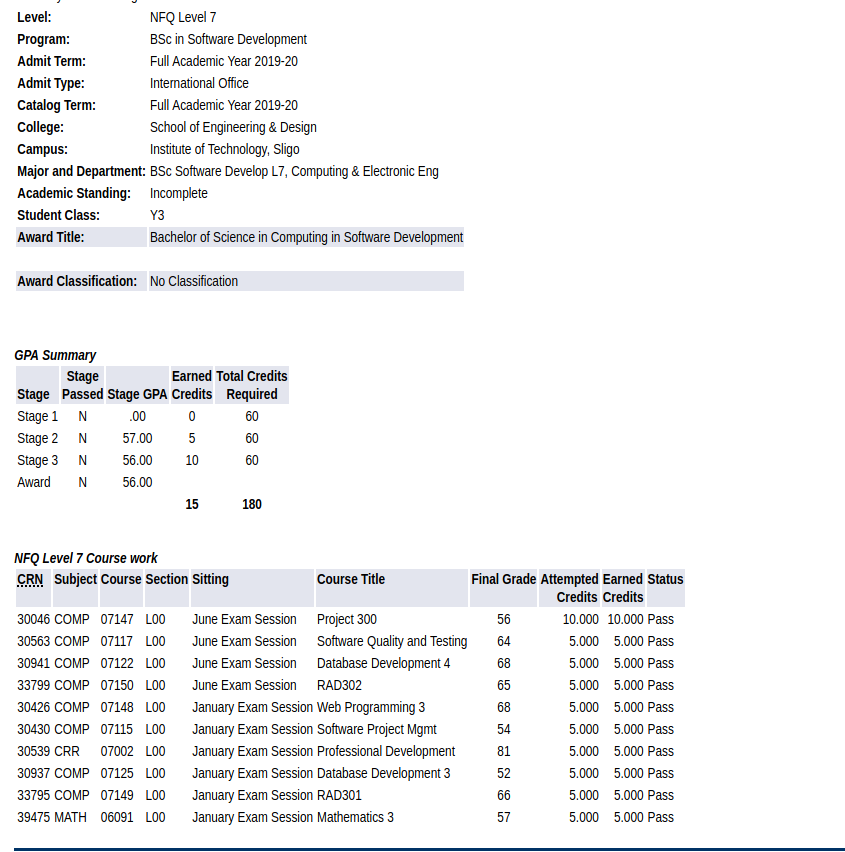 Level: NFQ Level 7
Program: BSc in Software Development
Admit Term: Full Academic Year 2019-20
Admit Type: International Office
Catalog Term: Full Academic Year 2019-20
College: School of Engineering & Design
Campus: Institute of Technology, Sligo
Major and Department: BSc Software Develop L7, Computing & Electronic Eng
Academic Standing: Incomplete
Student Class: Y3
Award Title: Bachelor of Science in Computing in Software Development
Award Classification: No Classification
GPA Summary
Stage Stage Passed Stage GPA Earned Credits Total Credits Required
Stage 1 N .00 0 60
Stage 2 N 57.00 5 60
Stage 3 N 56.00 10 60
Award N 56.00
15 180
NFQ Level 7 Course work
CRN Subject Course Section Sitting Course Title Final Grade Attempted Credits Earned Credits Status
30046 COMP 07147 L00 June Exam Session Project 300 56 10.000 10.000 Pass
30563 COMP 07117 L00 June Exam Session Software Quality and Testing 64 5.000 5.000 Pass
30941 COMP 07122 L00 June Exam Session Database Development 4 68 5.000 5.000 Pass
33799 COMP 07150 L00 June Exam Session RAD302 65 5.000 5.000 Pass
30426 COMP 07148 L00 January Exam Session Web Programming 3 68 5.000 5.000 Pass
30430 COMP 07115 L00 January Exam Session Software Project Mgmt 54 5.000 5.000 Pass
30539 CRR 07002 L00 January Exam Session Professional Development 81 5.000 5.000 Pass
30937 COMP 07125 L00 January Exam Session Database Development 3 52 5.000 5.000 Pass
33795 COMP 07149 L00 January Exam Session RAD301 66 5.000 5.000 Pass
39475 MATH 06091 L00 January Exam Session Mathematics 3 57 5.000 5.000 Pass